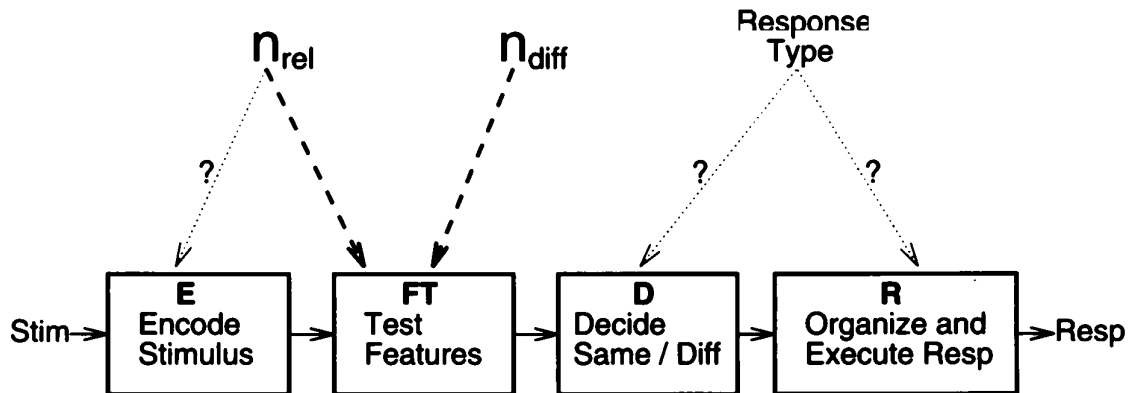 n_rel
n_diff
Response
Type
?
?
?
E
FT
D
R
Stim
Encode
Stimulus
Test
Features
Decide
Same / Diff
Organize and
Execute Resp
Resp